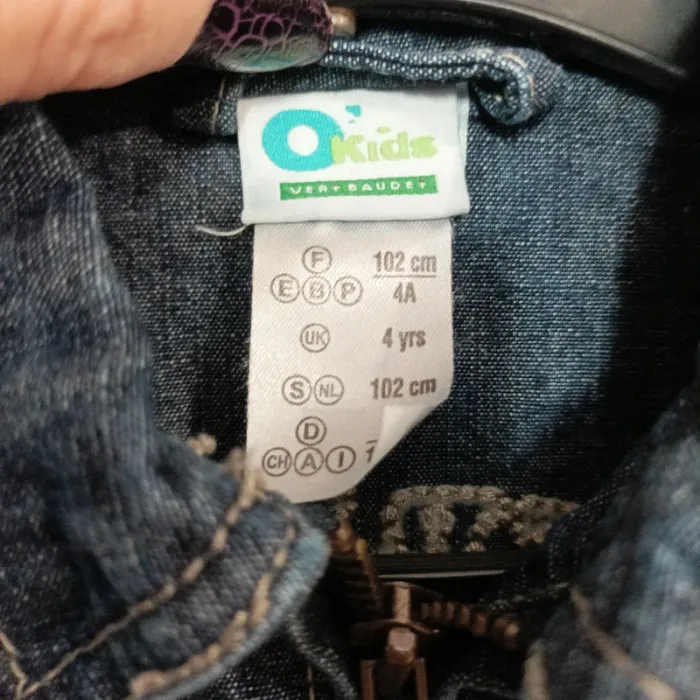 O'Kids
VERTBAUDET
F 102 cm
E B P 4A
UK 4 yrs
S NL 102 cm
D
CH A I